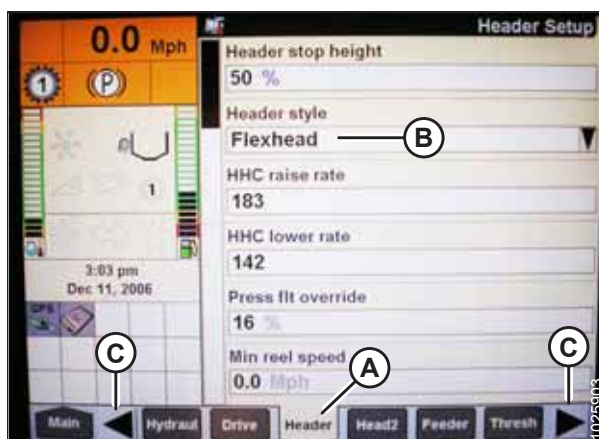 0.0 Mph
Header Setup
1
(P)
1
3:03 pm
Dec 11, 2006
GPS
Header stop height
50 %
Header style
Flexhead
B
HHC raise rate
183
HHC lower rate
142
Press flt override
16 %
Min reel speed
0.0 Mph
A
C
C
Main
Hydraul
Drive
Header
Head2
Feeder
Thresh
1025903